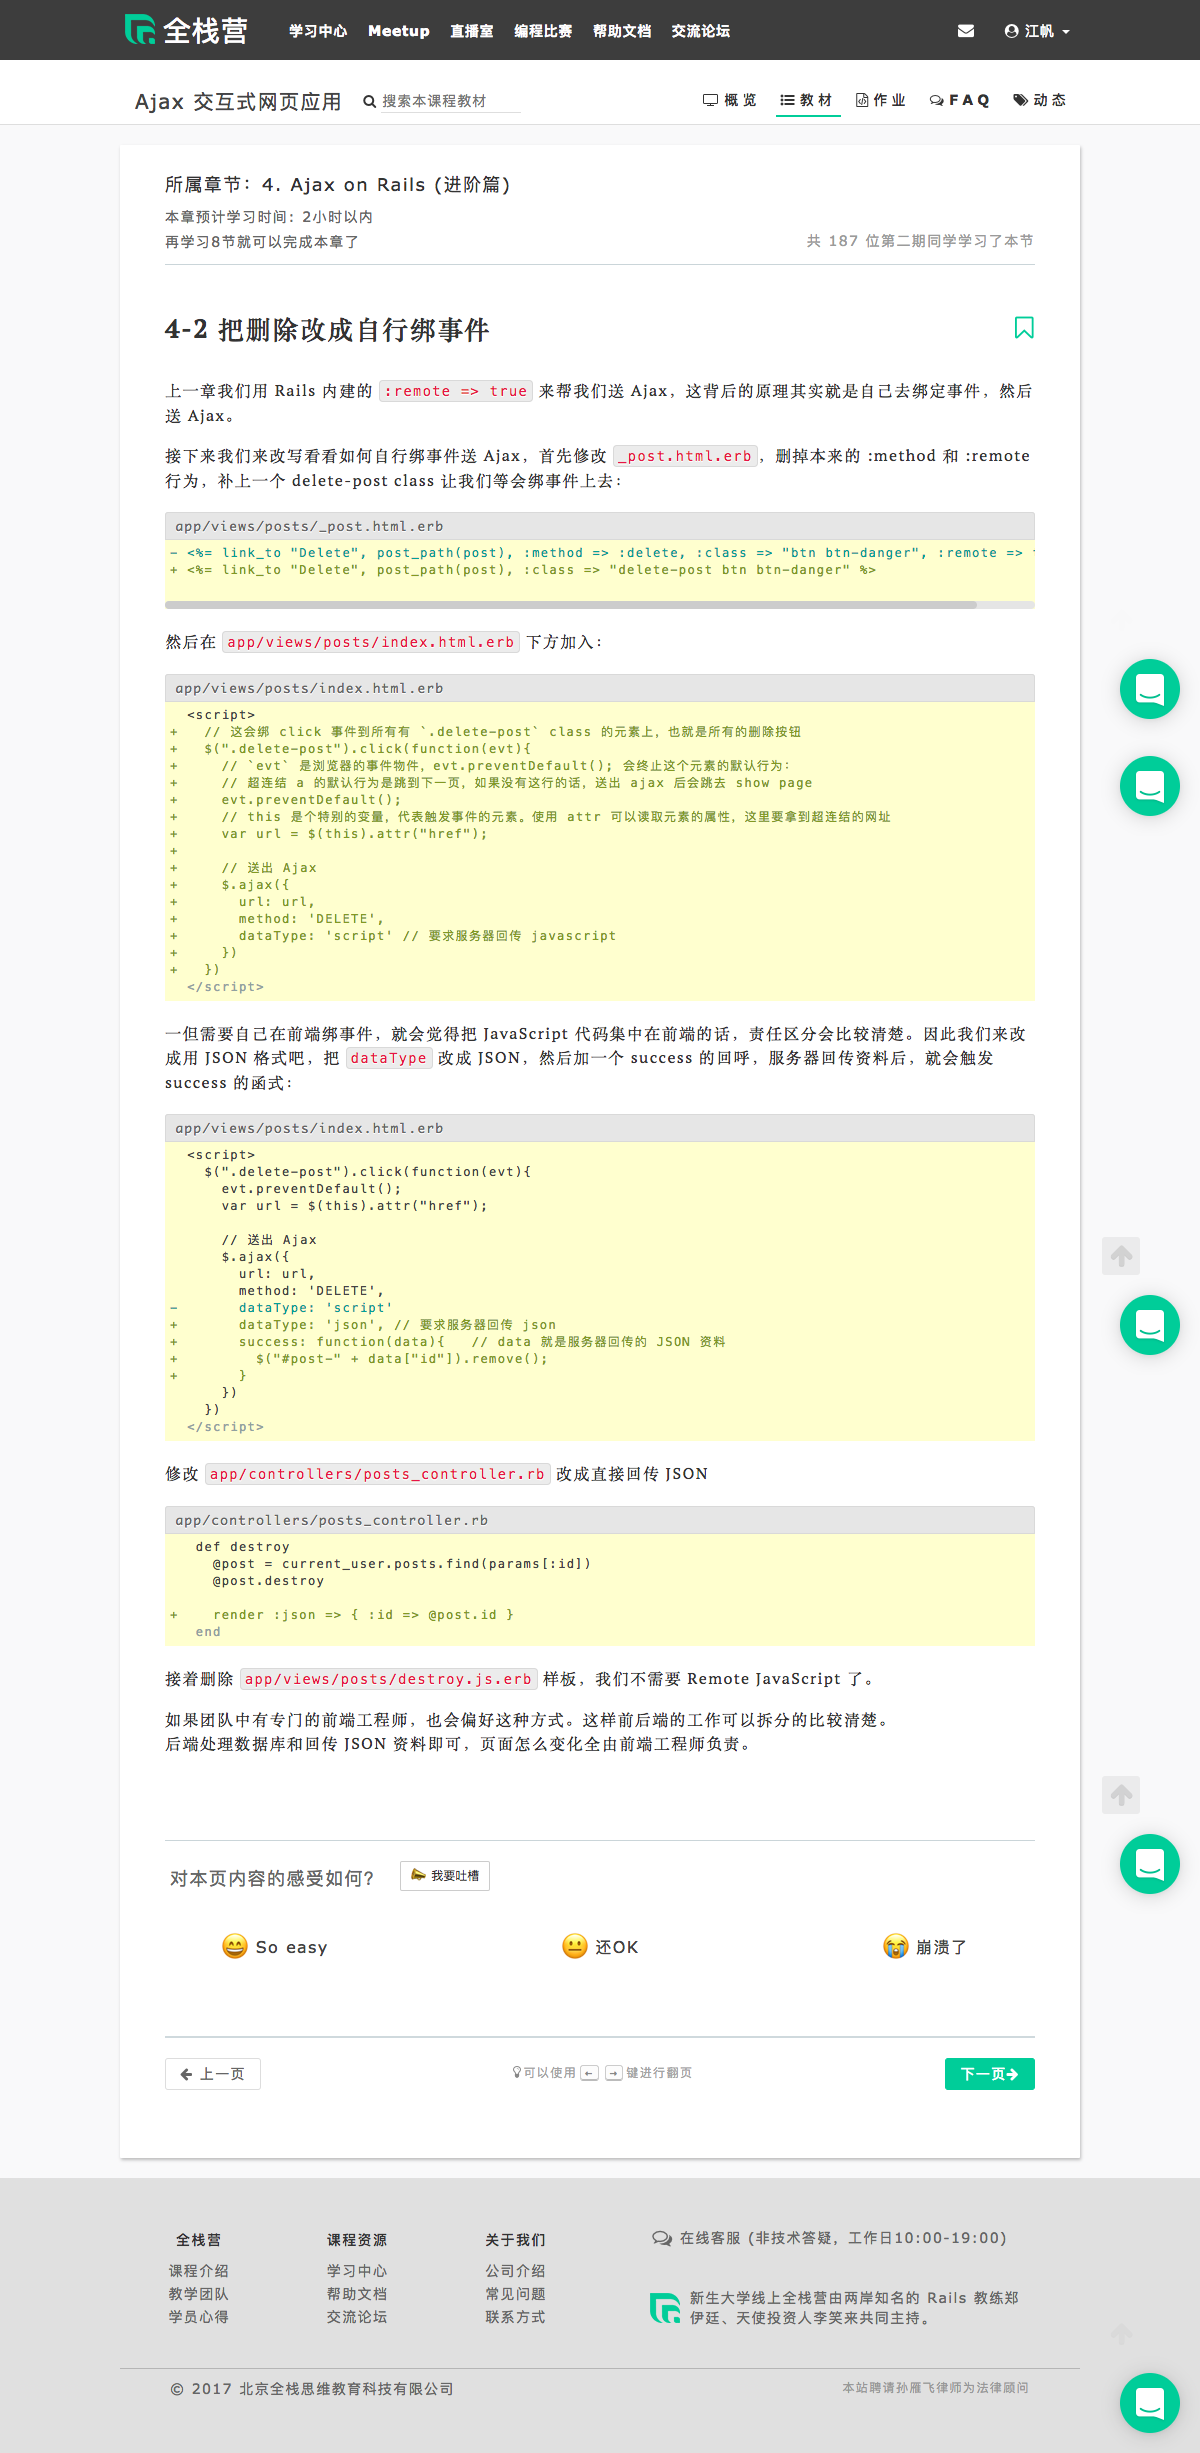 全栈营 学习中心 Meetup 直播室 编程比赛 帮助文档 交流论坛 江帆
Ajax 交互式网页应用 搜索本课程教材 概览 教材 作业 FAQ 动态
所属章节：4. Ajax on Rails (进阶篇)
本章预计学习时间：2小时以内
再学习8节就可以完成本章了
共 187 位第二期同学学习了本节
4-2 把删除改成自行绑事件
上一章我们用 Rails 内建的 :remote => true 来帮我们送 Ajax，这背后的原理其实就是自己去绑定事件，然后
送 Ajax。
接下来我们来改写看看如何自行绑事件送 Ajax，首先修改 _post.html.erb，删掉本来的 :method 和 :remote
行为，补上一个 delete-post class 让我们等会绑事件上去：
app/views/posts/_post.html.erb
- <%= link_to "Delete", post_path(post), :method => :delete, :class => "btn btn-danger", :remote =>
+ <%= link_to "Delete", post_path(post), :class => "delete-post btn btn-danger" %>
然后在 app/views/posts/index.html.erb 下方加入：
app/views/posts/index.html.erb
  <script>
+   // 这会绑 click 事件到所有有 `.delete-post` class 的元素上，也就是所有的删除按钮
+   $(".delete-post").click(function(evt){
+     // `evt` 是浏览器的事件物件，evt.preventDefault(); 会终止这个元素的默认行为：
+     // 超连结 a 的默认行为是跳到下一页，如果没有这行的话，送出 ajax 后会跳去 show page
+     evt.preventDefault();
+     // this 是个特别的变量，代表触发事件的元素。使用 attr 可以读取元素的属性，这里要拿到超连结的网址
+     var url = $(this).attr("href");
+
+     // 送出 Ajax
+     $.ajax({
+       url: url,
+       method: 'DELETE',
+       dataType: 'script' // 要求服务器回传 javascript
+     })
+   })
  </script>
一但需要自己在前端绑事件，就会觉得把 JavaScript 代码集中在前端的话，责任区分会比较清楚。因此我们来改
成用 JSON 格式吧，把 dataType 改成 JSON，然后加一个 success 的回呼，服务器回传资料后，就会触发
success 的函式：
app/views/posts/index.html.erb
  <script>
    $(".delete-post").click(function(evt){
      evt.preventDefault();
      var url = $(this).attr("href");
      // 送出 Ajax
      $.ajax({
        url: url,
        method: 'DELETE',
-       dataType: 'script'
+       dataType: 'json', // 要求服务器回传 json
+       success: function(data){   // data 就是服务器回传的 JSON 资料
+         $("#post-" + data["id"]).remove();
+       }
      })
    })
  </script>
修改 app/controllers/posts_controller.rb 改成直接回传 JSON
app/controllers/posts_controller.rb
   def destroy
     @post = current_user.posts.find(params[:id])
     @post.destroy
+    render :json => { :id => @post.id }
   end
接着删除 app/views/posts/destroy.js.erb 样板，我们不需要 Remote JavaScript 了。
如果团队中有专门的前端工程师，也会偏好这种方式。这样前后端的工作可以拆分的比较清楚。
后端处理数据库和回传 JSON 资料即可，页面怎么变化全由前端工程师负责。
对本页内容的感受如何? 我要吐槽
So easy 还OK 崩溃了
← 上一页 可以使用 ← → 键进行翻页 下一页→
全栈营 课程资源 关于我们 在线客服 (非技术答疑，工作日10:00-19:00)
课程介绍 学习中心 公司介绍
教学团队 帮助文档 常见问题
学员心得 交流论坛 联系方式
新生大学线上全栈营由两岸知名的 Rails 教练郑
伊廷、天使投资人李笑来共同主持。
© 2017 北京全栈思维教育科技有限公司 本站聘请孙雁飞律师为法律顾问